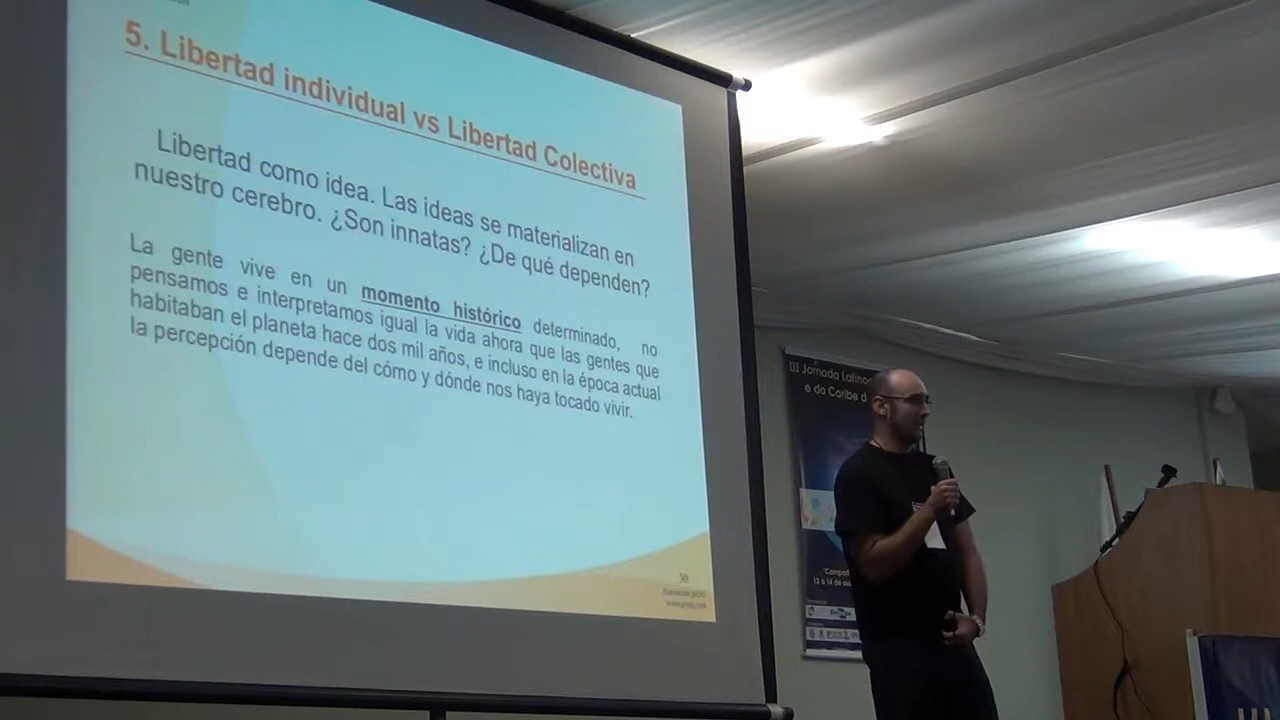 5. Libertad individual vs Libertad Colectiva
Libertad como idea. Las ideas se materializan en
nuestro cerebro. ¿Son innatas? ¿De qué dependen?
La gente vive en un momento histórico determinado, no
pensamos e interpretamos igual la vida ahora que las gentes que
habitaban el planeta hace dos mil años, e incluso en la época actual
la percepción depende del cómo y dónde nos haya tocado vivir.
30
III Jornada Latino
e do Caribe d